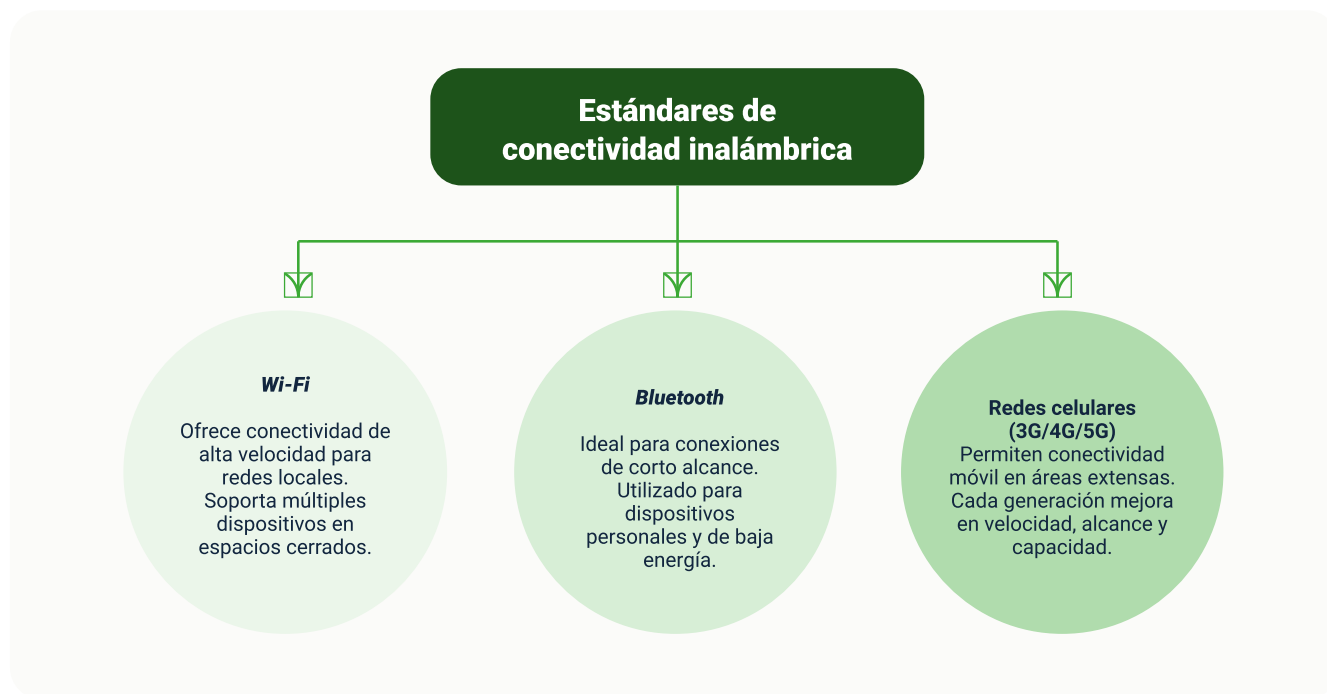 Estándares de
conectividad inalámbrica
Wi-Fi
Ofrece conectividad de
alta velocidad para
redes locales.
Soporta múltiples
dispositivos en
espacios cerrados.
Bluetooth
Ideal para conexiones
de corto alcance.
Utilizado para
dispositivos
personales y de baja
energía.
Redes celulares
(3G/4G/5G)
Permiten conectividad
móvil en áreas extensas.
Cada generación mejora
en velocidad, alcance y
capacidad.